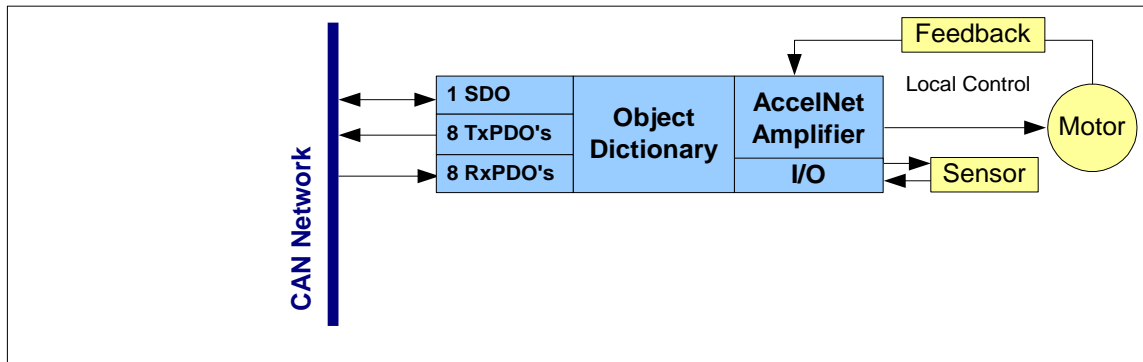 Feedback
Local Control
1 SDO
8 TxPDO's
8 RxPDO's
Object
Dictionary
AccelNet
Amplifier
I/O
Motor
Sensor
CAN Network